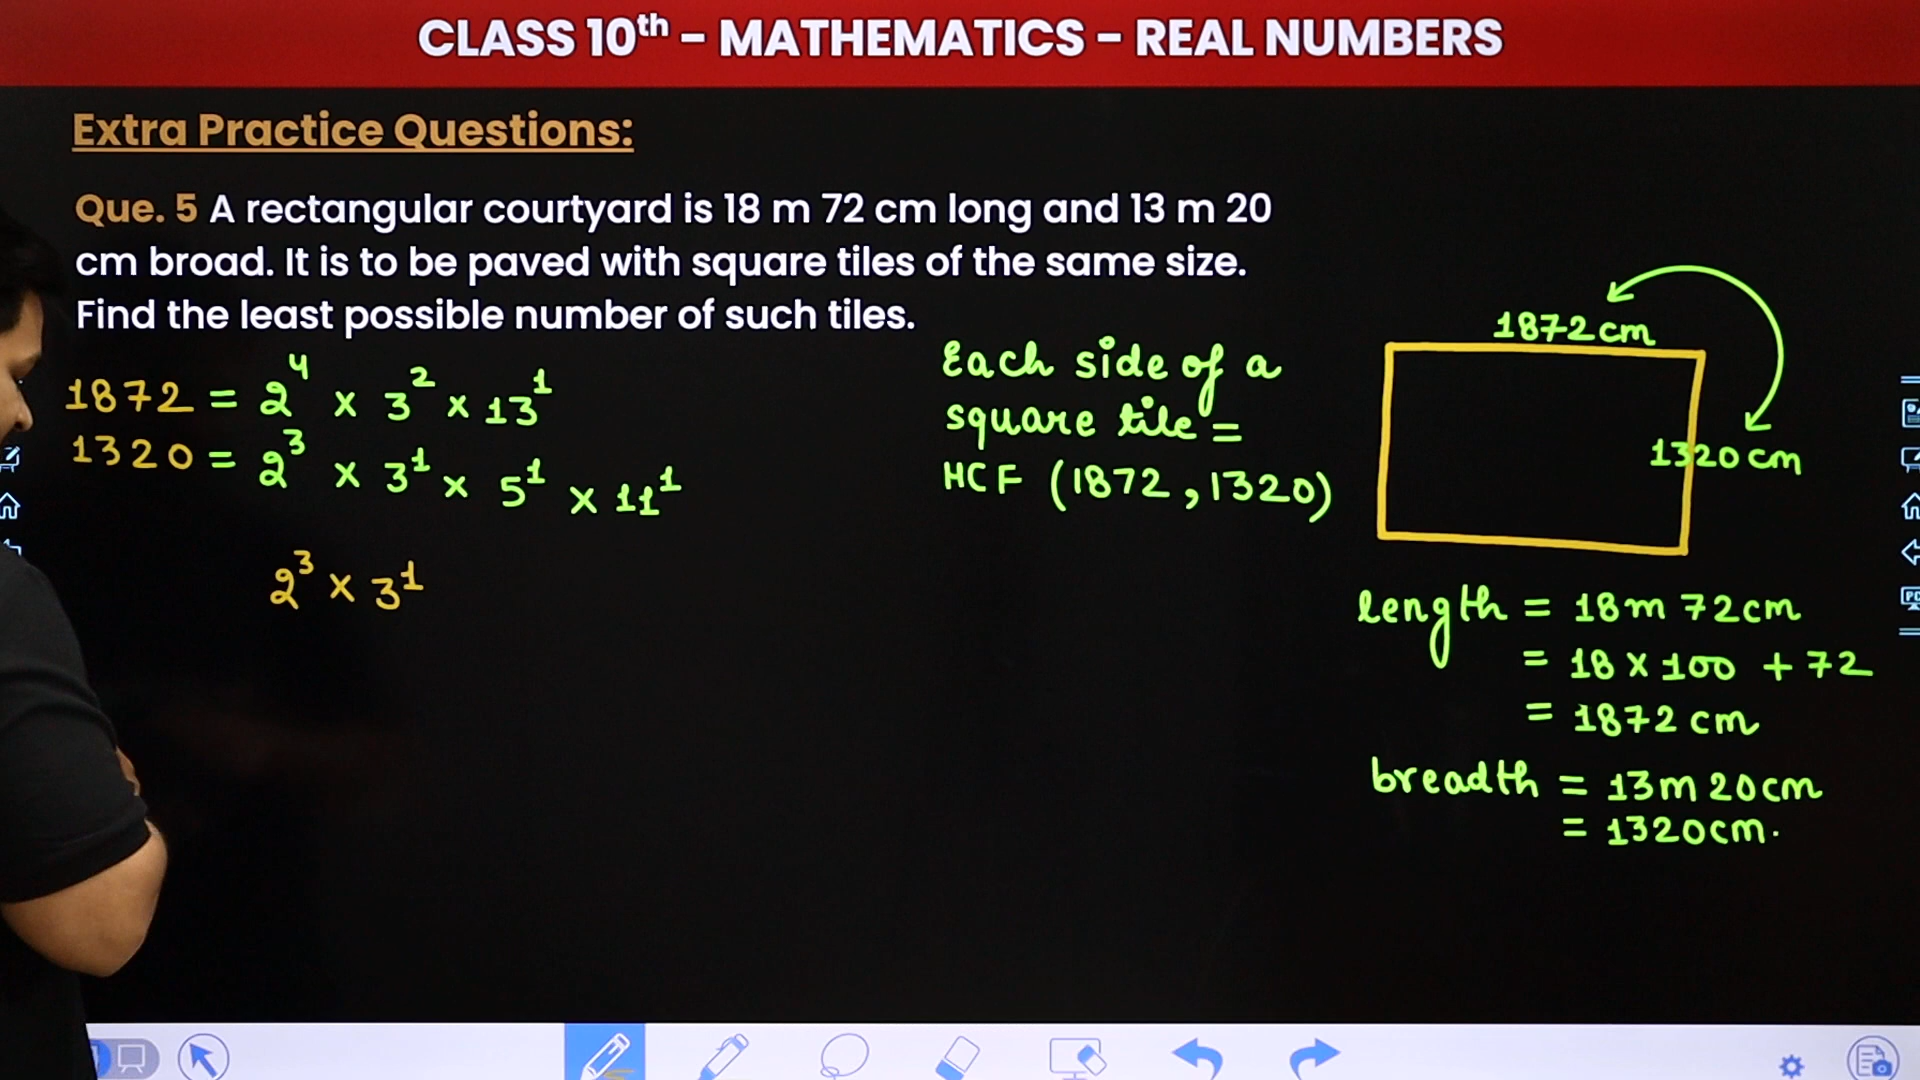 CLASS 10th – MATHEMATICS – REAL NUMBERS
Extra Practice Questions:
Que. 5 A rectangular courtyard is 18 m 72 cm long and 13 m 20
cm broad. It is to be paved with square tiles of the same size.
Find the least possible number of such tiles.
1872 = 2⁴ × 3² × 13¹
1320 = 2³ × 3¹ × 5¹ × 11¹
2³ × 3¹
Each side of a
square tile =
HCF (1872, 1320)
1872 cm
1320 cm
length = 18m 72cm
= 18 × 100 + 72
= 1872 cm
breadth = 13m 20cm
= 1320cm.